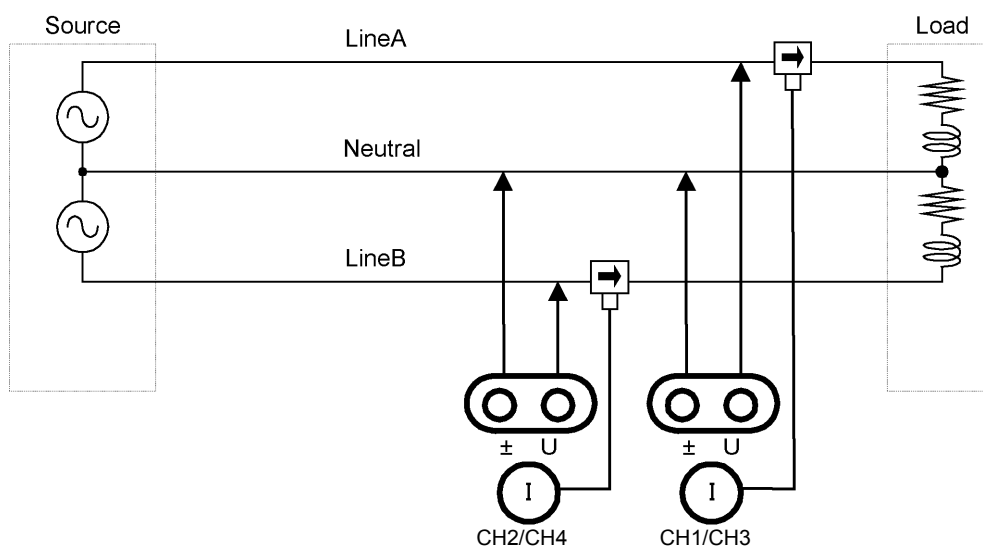 Source
LineA
Load
Neutral
LineB
± U
± U
I
I
CH2/CH4
CH1/CH3